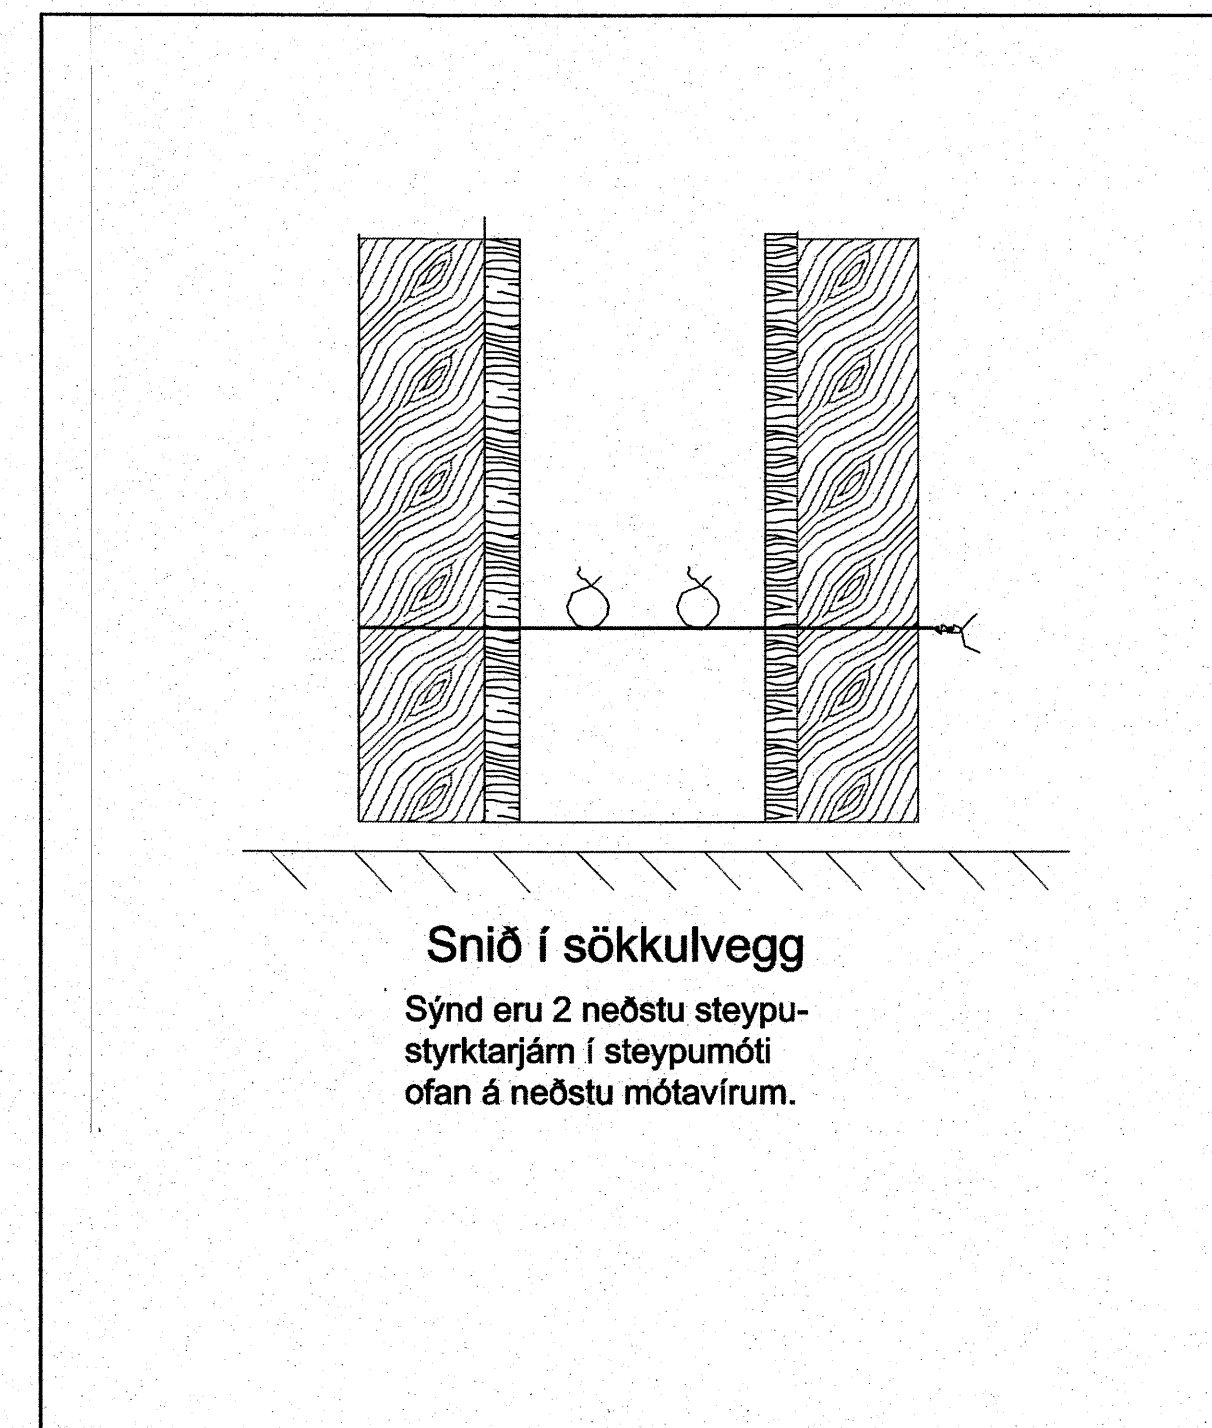 Snið í sökkulvegg
Sýnd eru 2 neðstu steypu-
styrktarjárn í steypumóti
ofan á neðstu mótavírum.